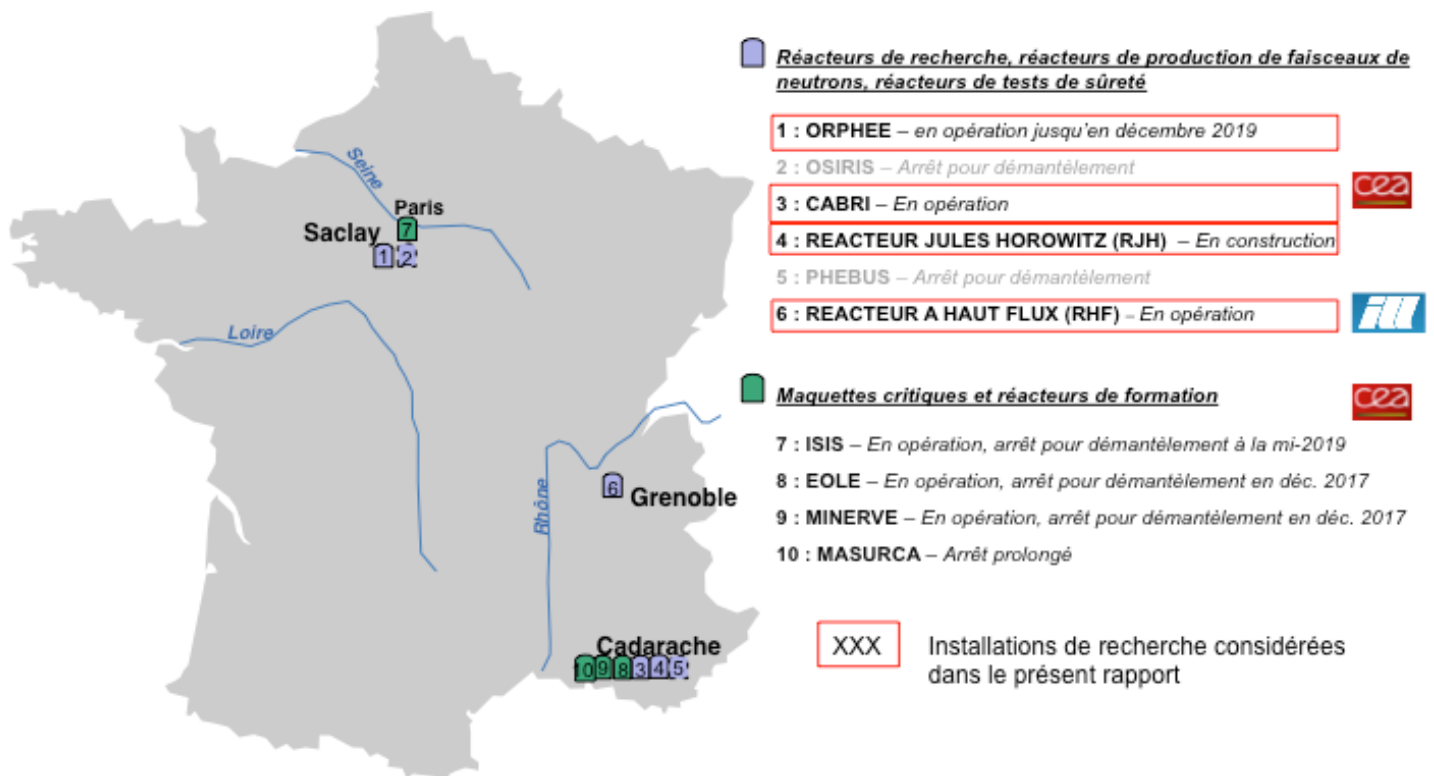 Réacteurs de recherche, réacteurs de production de faisceaux de
neutrons, réacteurs de tests de sûreté
1 : ORPHEE – en opération jusqu'en décembre 2019
2 : OSIRIS – Arrêt pour démantèlement
3 : CABRI – En opération
4 : REACTEUR JULES HOROWITZ (RJH) – En construction
5 : PHEBUS – Arrêt pour démantèlement
6 : REACTEUR A HAUT FLUX (RHF) – En opération
cea
ill
Maquettes critiques et réacteurs de formation
cea
7 : ISIS – En opération, arrêt pour démantèlement à la mi-2019
8 : EOLE – En opération, arrêt pour démantèlement en déc. 2017
9 : MINERVE – En opération, arrêt pour démantèlement en déc. 2017
10 : MASURCA – Arrêt prolongé
XXX
Installations de recherche considérées
dans le présent rapport
Seine
Paris
7
Saclay
1 2
Loire
Rhône
6
Grenoble
Cadarache
10 9 8 3 4 5